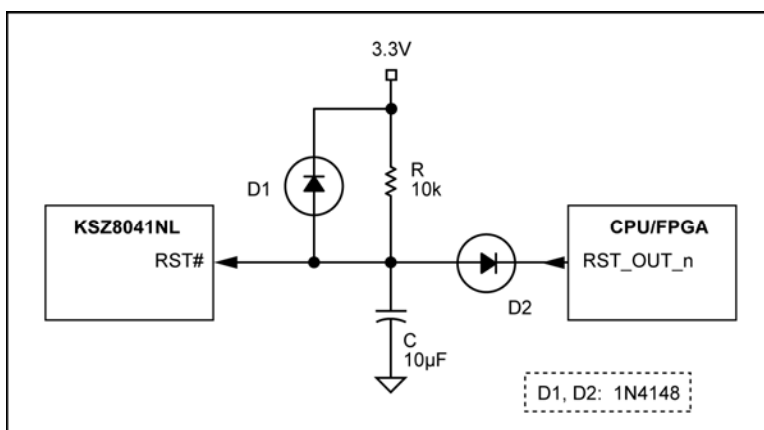 3.3V
D1
R
10k
KSZ8041NL
RST#
CPU/FPGA
RST_OUT_n
D2
C
10µF
D1, D2: 1N4148